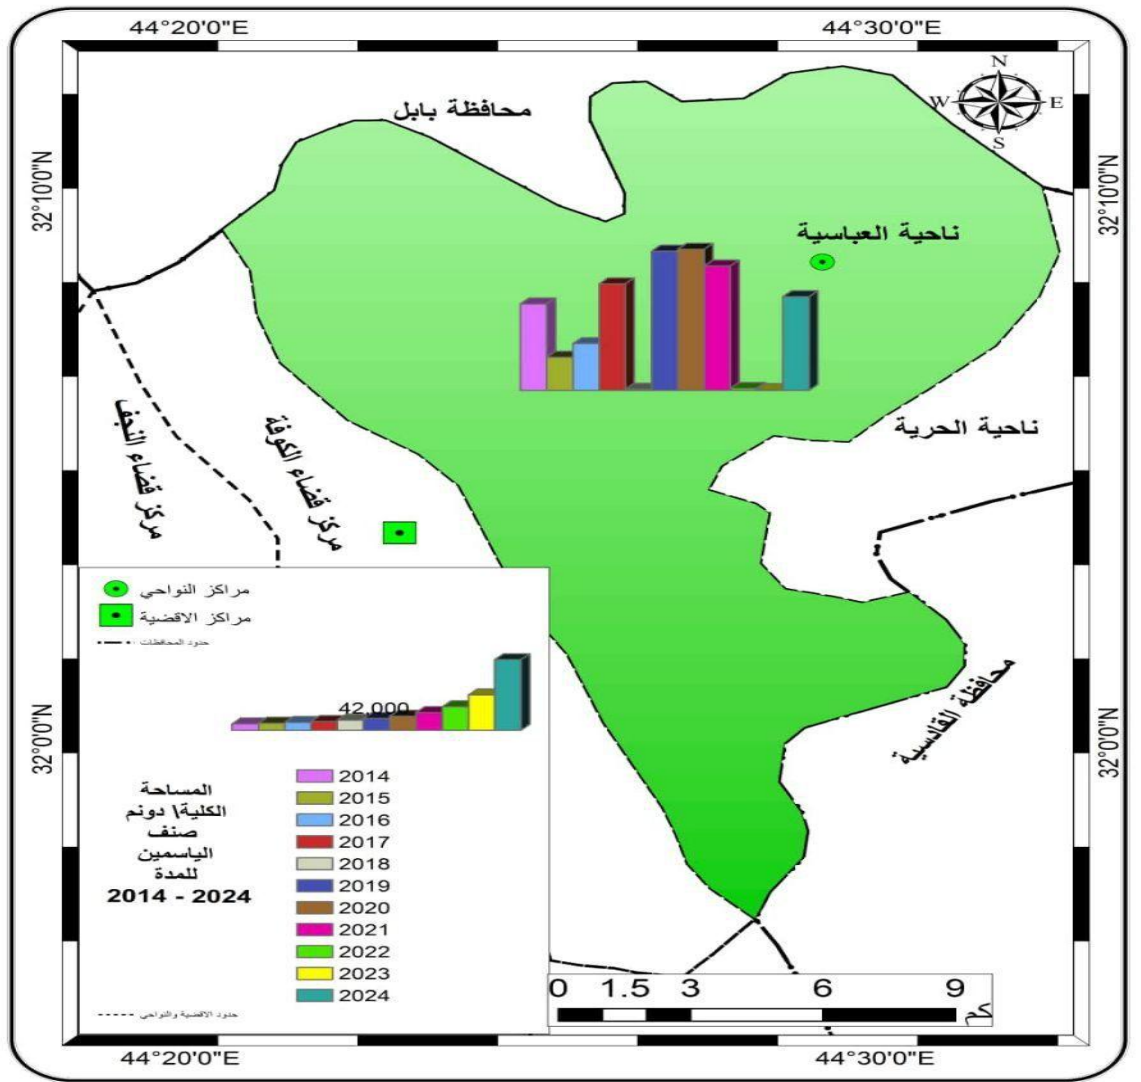 44°20'0"E
44°30'0"E
N
W
E
S
محافظة بابل
32°10'0"N
32°10'0"N
ناحية العباسية
ناحية الحرية
مركز قضاء النجف
مركز قضاء الكوفة
محافظة القادسية
32°0'0"N
32°0'0"N
مراكز النواحي
مراكز الاقضية
حدود المحافظات
42,000
المساحة
الكلية\ دونم
صنف
الياسمين
للمدة
2014 - 2024
2014
2015
2016
2017
2018
2019
2020
2021
2022
2023
2024
حدود الاقضية والنواحي
0 1.5 3 6 9
كم
44°20'0"E
44°30'0"E